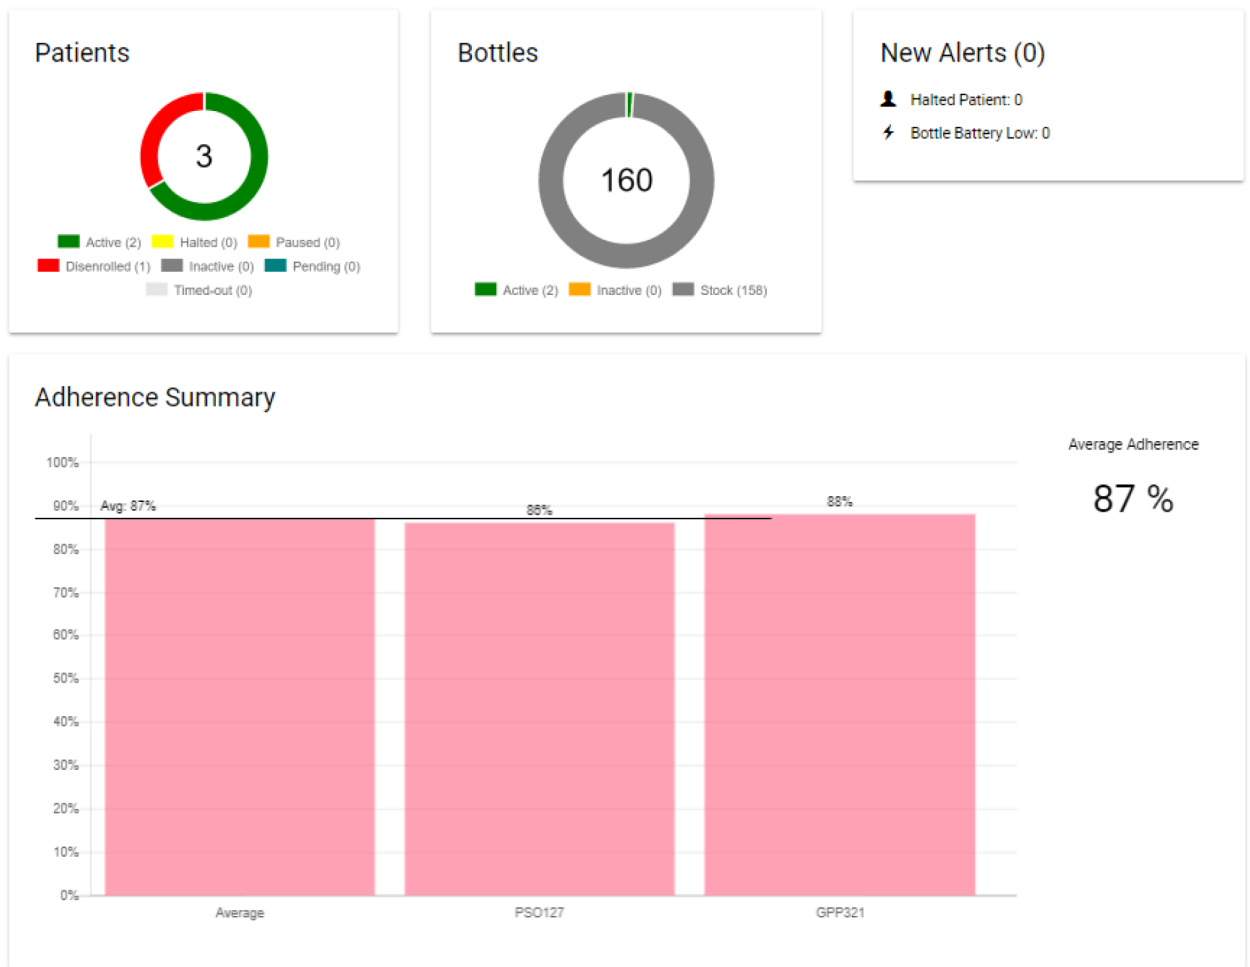 Patients
3
Active (2) Halted (0) Paused (0)
Disenrolled (1) Inactive (0) Pending (0)
Timed-out (0)
Bottles
160
Active (2) Inactive (0) Stock (158)
New Alerts (0)
Halted Patient: 0
Bottle Battery Low: 0
Adherence Summary
100%
90%
80%
70%
60%
50%
40%
30%
20%
10%
0%
Avg: 87%
86%
88%
Average
PSO127
GPP321
Average Adherence
87 %